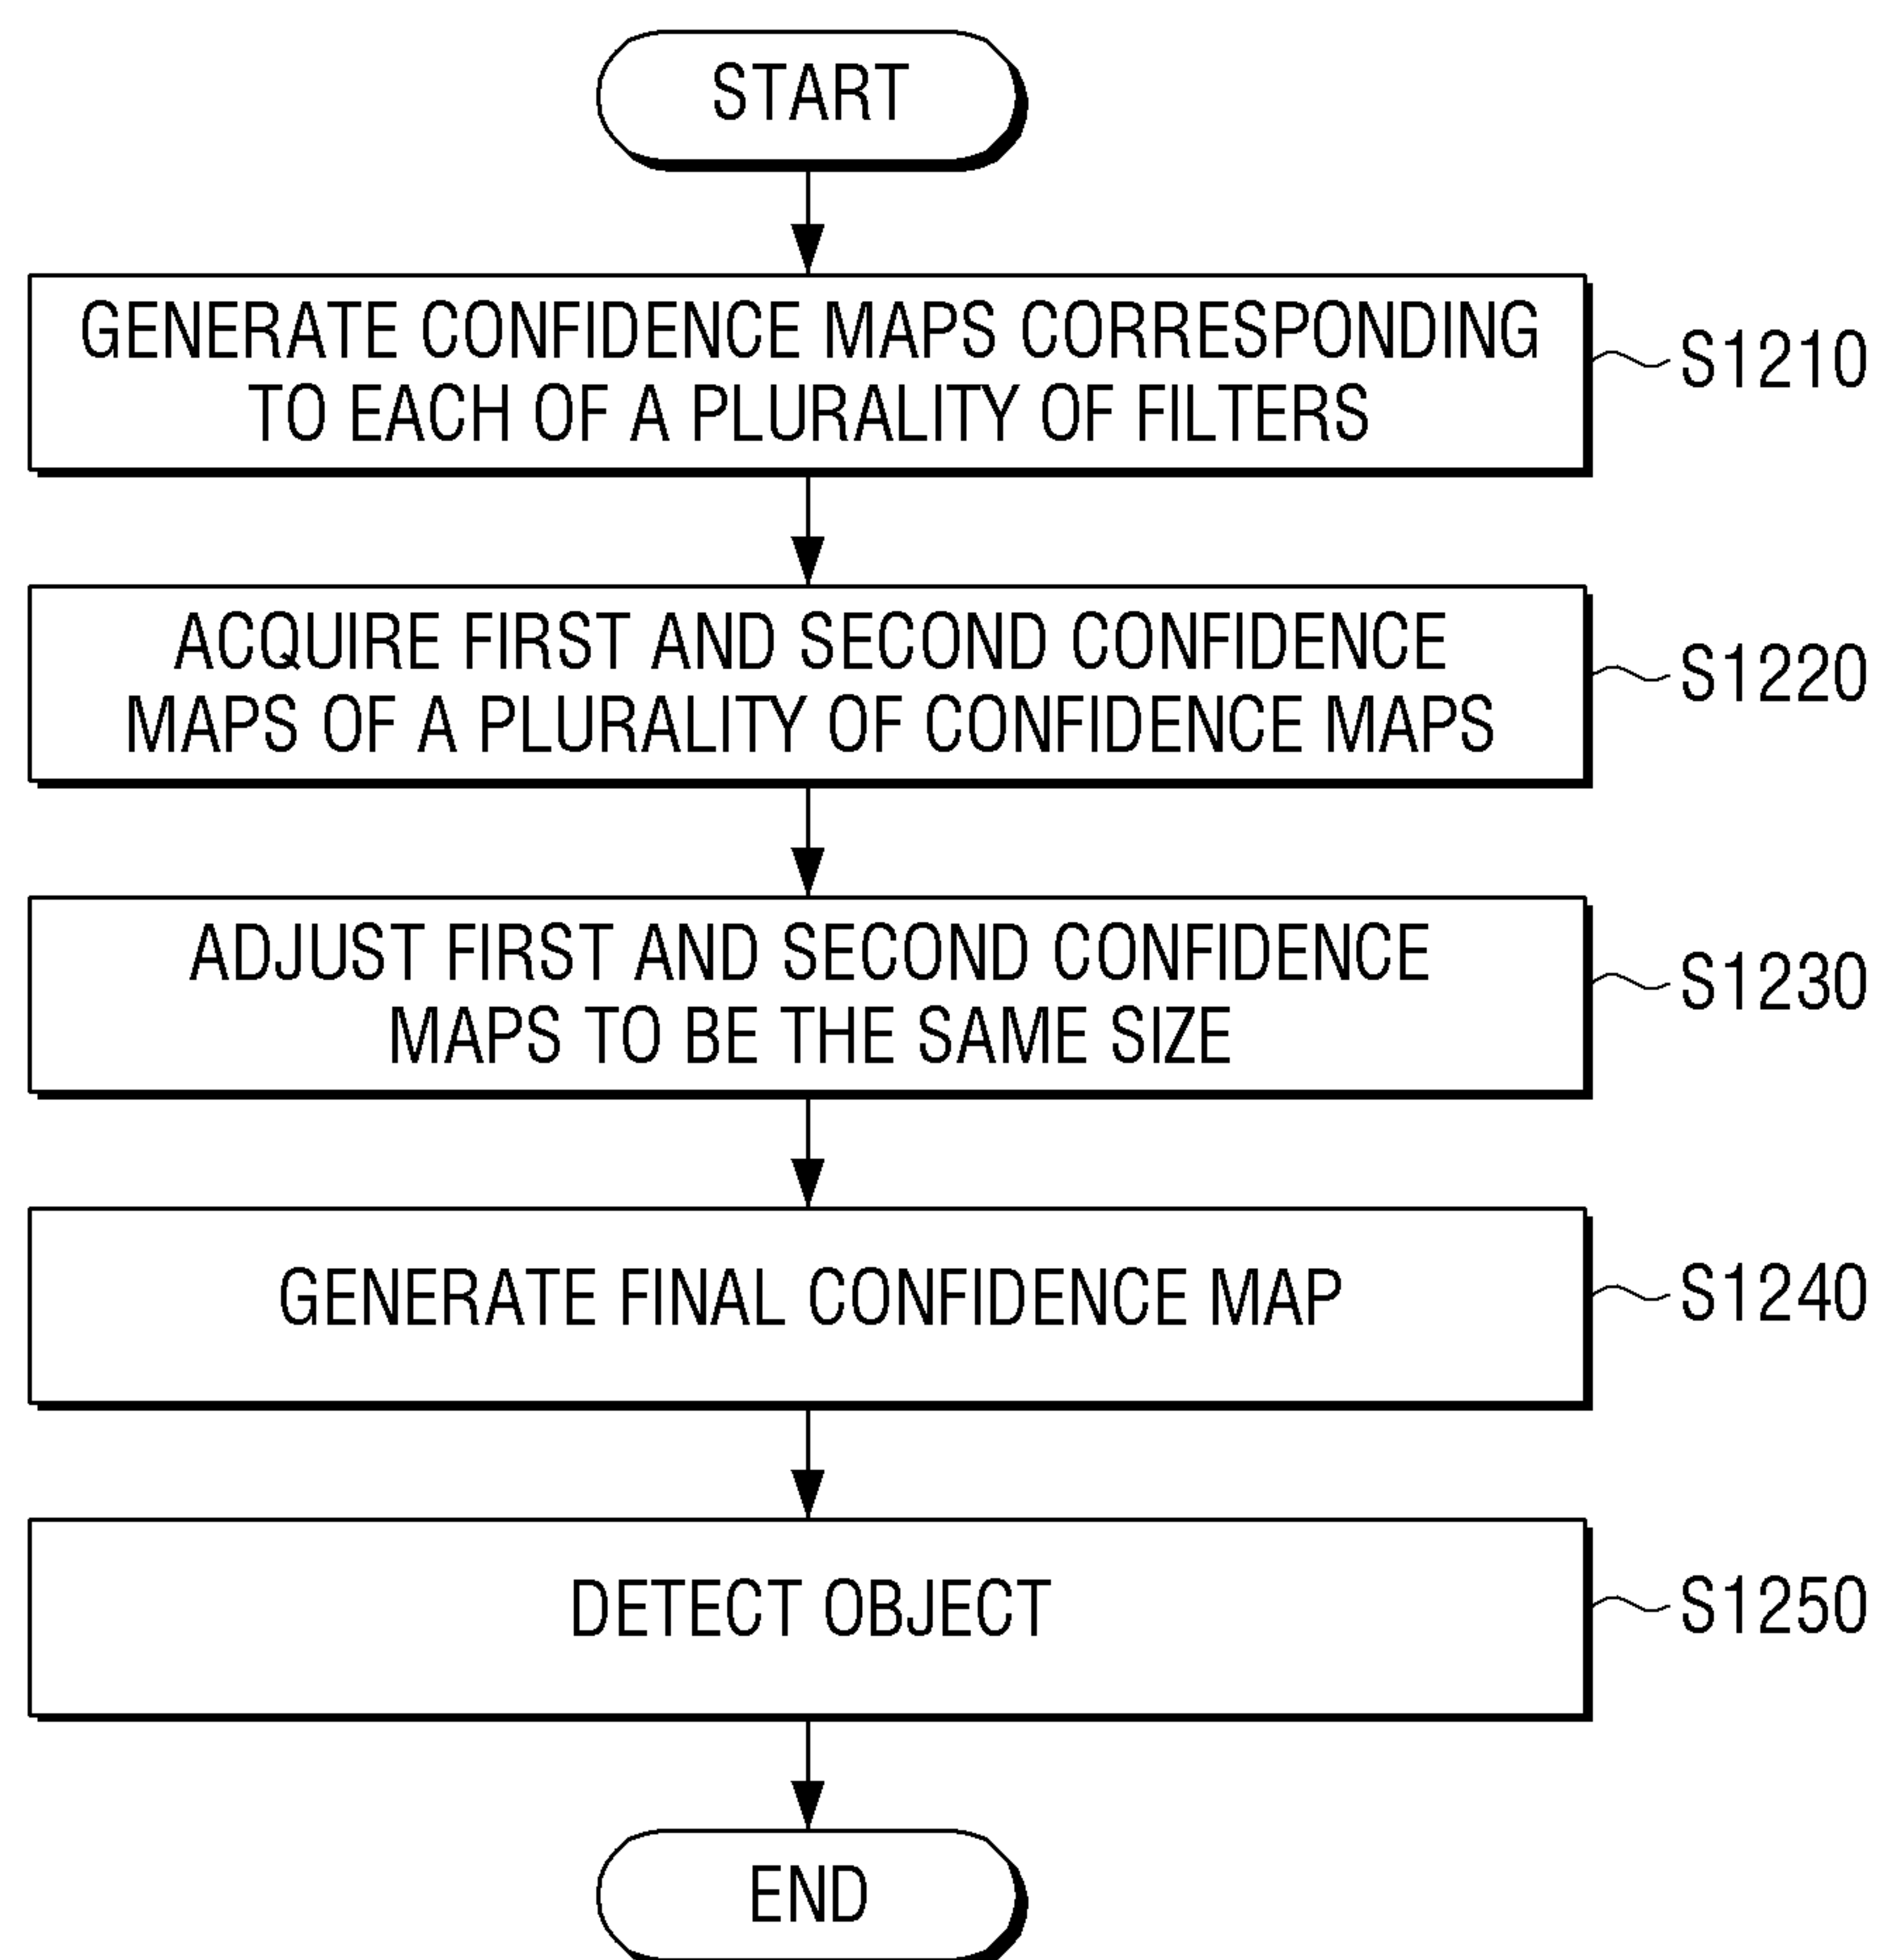 START
GENERATE CONFIDENCE MAPS CORRESPONDING
TO EACH OF A PLURALITY OF FILTERS
S1210
ACQUIRE FIRST AND SECOND CONFIDENCE
MAPS OF A PLURALITY OF CONFIDENCE MAPS
S1220
ADJUST FIRST AND SECOND CONFIDENCE
MAPS TO BE THE SAME SIZE
S1230
GENERATE FINAL CONFIDENCE MAP
S1240
DETECT OBJECT
S1250
END